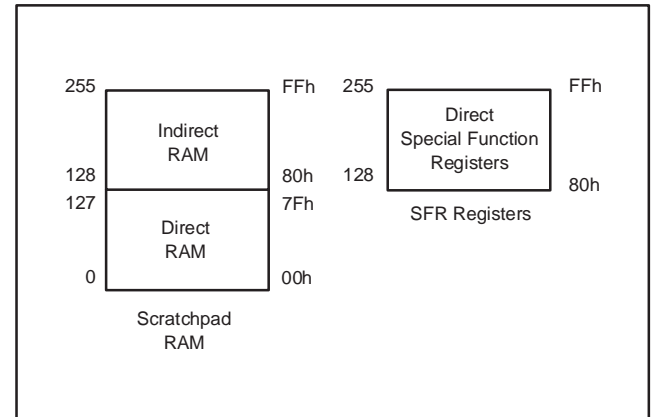 255
FFh
Indirect
RAM
128
80h
127
7Fh
Direct
RAM
0
00h
Scratchpad
RAM
255
FFh
Direct
Special Function
Registers
128
80h
SFR Registers